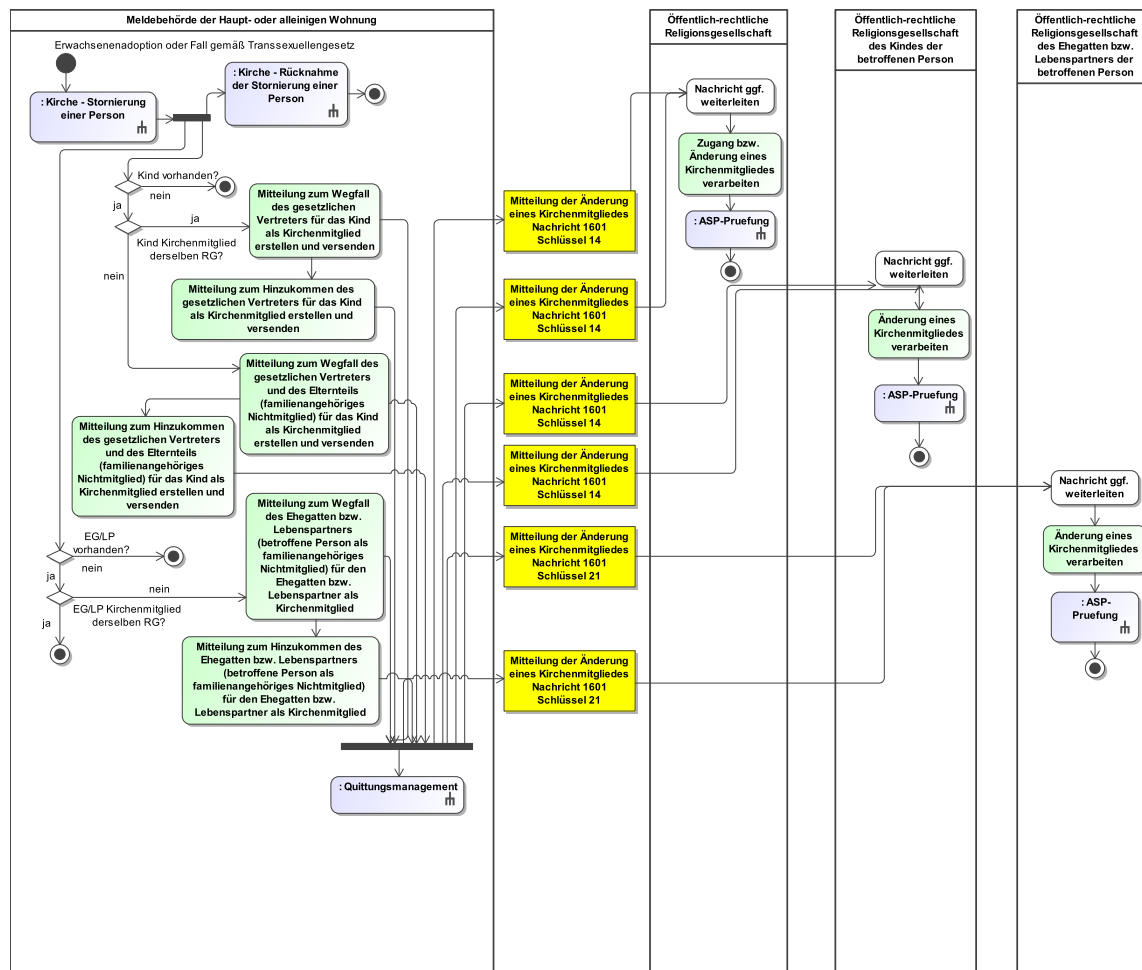 Meldebehörde der Haupt- oder alleinigen Wohnung
Erwachsenenadoption oder Fall gemäß Transsexuellengesetz
: Kirche - Stornierung
einer Person
: Kirche - Rücknahme
der Stornierung einer
Person
Kind vorhanden?
nein
ja
ja
Kind Kirchenmitglied
derselben RG?
nein
Mitteilung zum Wegfall
des gesetzlichen
Vertreters für das Kind
als Kirchenmitglied
erstellen und versenden
Mitteilung zum Hinzukommen des
gesetzlichen Vertreters für das Kind
als Kirchenmitglied erstellen und
versenden
Mitteilung zum Wegfall des
gesetzlichen Vertreters
und des Elternteils
(familienangehöriges
Nichtmitglied) für das Kind
als Kirchenmitglied
erstellen und versenden
Mitteilung zum Hinzukommen
des gesetzlichen Vertreters
und des Elternteils
(familienangehöriges
Nichtmitglied) für das Kind als
Kirchenmitglied erstellen und
versenden
Mitteilung zum Wegfall
des Ehegatten bzw.
Lebenspartners
(betroffene Person als
familienangehöriges
Nichtmitglied) für den
Ehegatten bzw.
Lebenspartner als
Kirchenmitglied
EG/LP
vorhanden?
nein
ja
nein
EG/LP Kirchenmitglied
derselben RG?
ja
Mitteilung zum Hinzukommen des
Ehegatten bzw. Lebenspartners
(betroffene Person als
familienangehöriges Nichtmitglied)
für den Ehegatten bzw.
Lebenspartner als Kirchenmitglied
: Quittungsmanagement
Mitteilung der Änderung
eines Kirchenmitgliedes
Nachricht 1601
Schlüssel 14
Mitteilung der Änderung
eines Kirchenmitgliedes
Nachricht 1601
Schlüssel 14
Mitteilung der Änderung
eines Kirchenmitgliedes
Nachricht 1601
Schlüssel 14
Mitteilung der Änderung
eines Kirchenmitgliedes
Nachricht 1601
Schlüssel 14
Mitteilung der Änderung
eines Kirchenmitgliedes
Nachricht 1601
Schlüssel 21
Mitteilung der Änderung
eines Kirchenmitgliedes
Nachricht 1601
Schlüssel 21
Öffentlich-rechtliche
Religionsgesellschaft
Nachricht ggf.
weiterleiten
Zugang bzw.
Änderung eines
Kirchenmitgliedes
verarbeiten
: ASP-Pruefung
Öffentlich-rechtliche
Religionsgesellschaft
des Kindes der
betroffenen Person
Nachricht ggf.
weiterleiten
Änderung eines
Kirchenmitgliedes
verarbeiten
: ASP-Pruefung
Öffentlich-rechtliche
Religionsgesellschaft
des Ehegatten bzw.
Lebenspartners der
betroffenen Person
Nachricht ggf.
weiterleiten
Änderung eines
Kirchenmitgliedes
verarbeiten
: ASP-
Pruefung